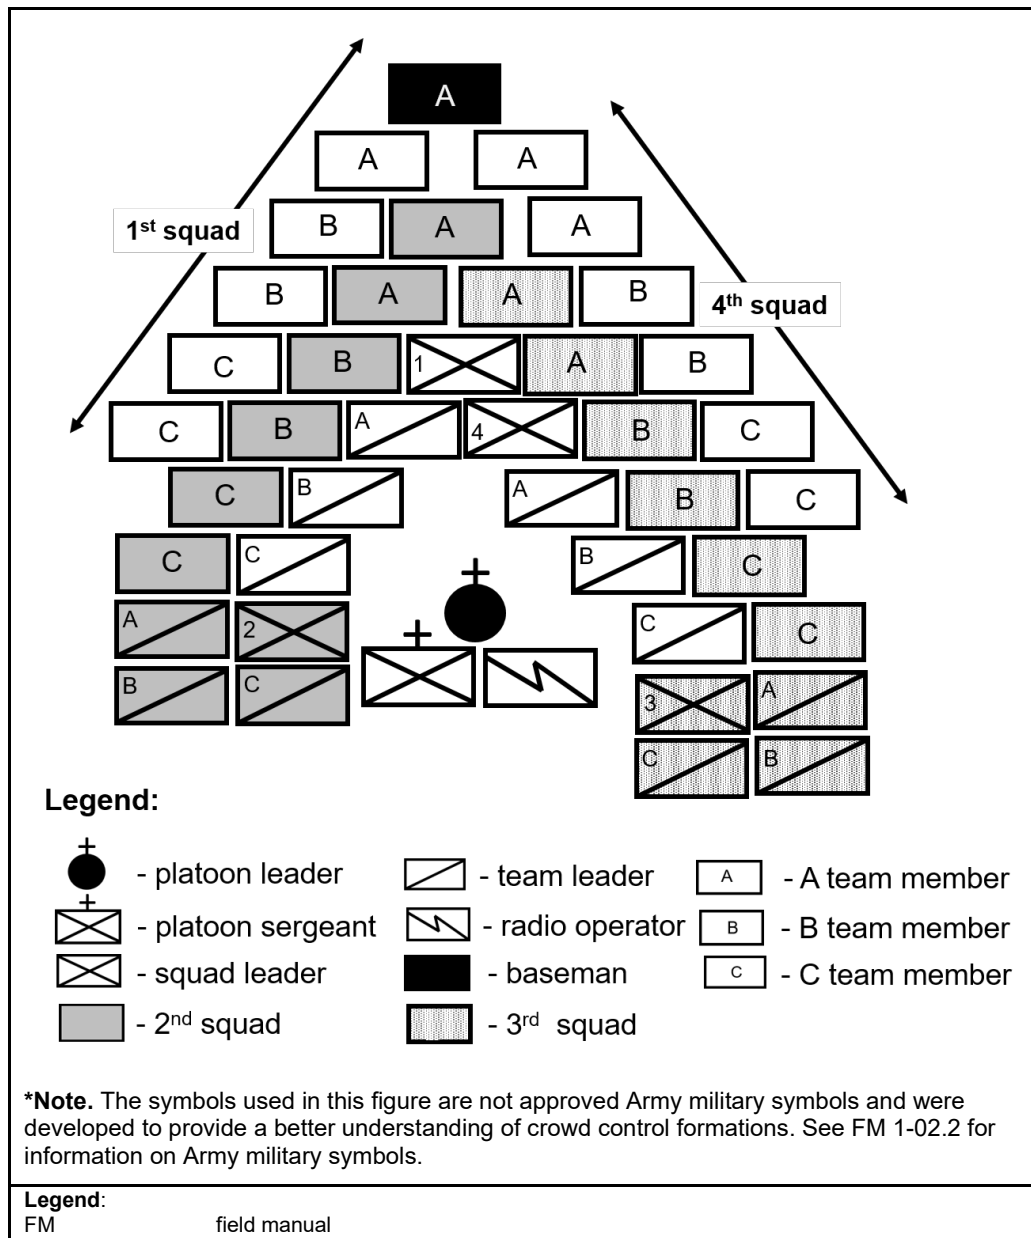 A
A A
B A A
1st squad
B A A B
4th squad
C B 1 A B
C B A 4 B C
C B A B C
C C B C
A 2 C C
B C 3 A
C B
Legend:
- platoon leader - team leader A - A team member
- platoon sergeant - radio operator B - B team member
- squad leader - baseman C - C team member
- 2nd squad - 3rd squad
*Note. The symbols used in this figure are not approved Army military symbols and were
developed to provide a better understanding of crowd control formations. See FM 1-02.2 for
information on Army military symbols.
Legend:
FM field manual